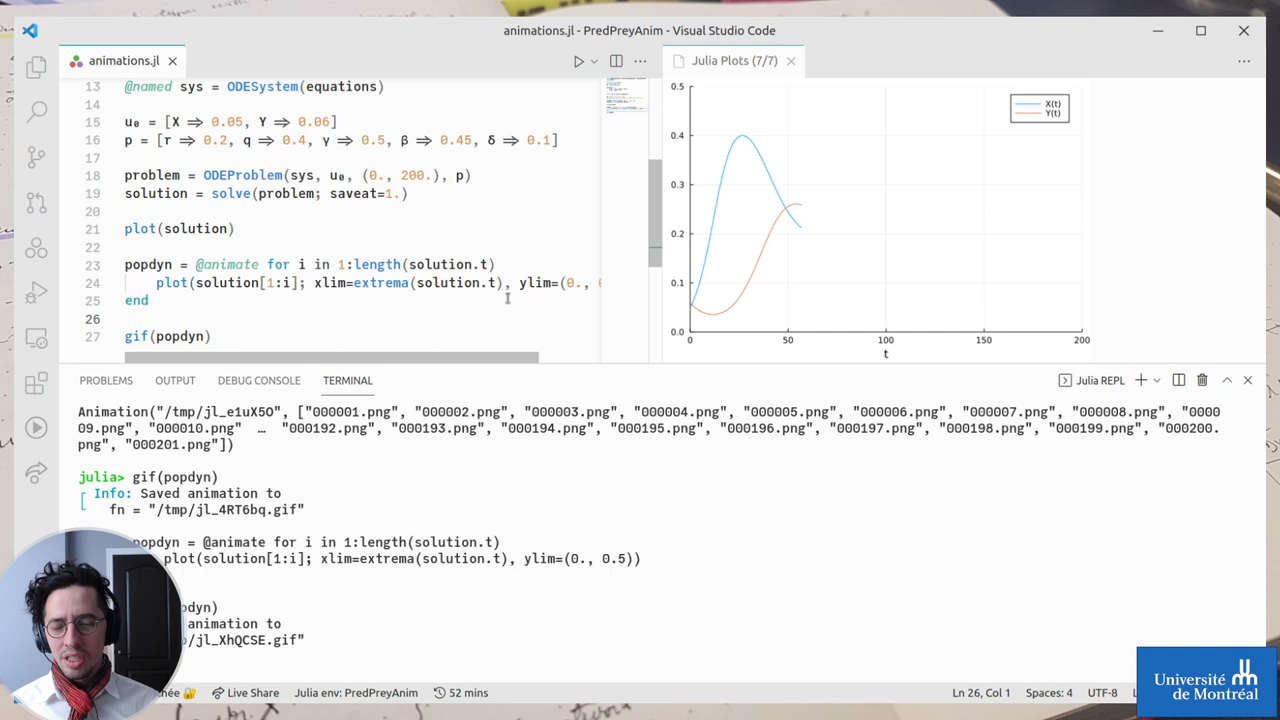 animations.jl - PredPreyAnim - Visual Studio Code
animations.jl
Julia Plots (7/7)
13 @named sys = ODESystem(equations)
14
15 u₀ = [X => 0.05, Y => 0.06]
16 p = [r => 0.2, q => 0.4, γ => 0.5, β => 0.45, δ => 0.1]
17
18 problem = ODEProblem(sys, u₀, (0., 200.), p)
19 solution = solve(problem; saveat=1.)
20
21 plot(solution)
22
23 popdyn = @animate for i in 1:length(solution.t)
24 plot(solution[1:i]; xlim=extrema(solution.t), ylim=(0.,
25 end
26
27 gif(popdyn)
0.5
0.4
0.3
0.2
0.1
0.0
0 50 100 150 200
t
X(t)
Y(t)
PROBLEMS OUTPUT DEBUG CONSOLE TERMINAL
Julia REPL
Animation("/tmp/jl_e1uX5O", ["000001.png", "000002.png", "000003.png", "000004.png", "000005.png", "000006.png", "000007.png", "000008.png", "0000
09.png", "000010.png" … "000192.png", "000193.png", "000194.png", "000195.png", "000196.png", "000197.png", "000198.png", "000199.png", "000200.
png", "000201.png"])
julia> gif(popdyn)
[ Info: Saved animation to
fn = "/tmp/jl_4RT6bq.gif"
popdyn = @animate for i in 1:length(solution.t)
plot(solution[1:i]; xlim=extrema(solution.t), ylim=(0., 0.5))
pdyn)
animation to
/jl_XhQCSE.gif"
Live Share
Julia env: PredPreyAnim
52 mins
Ln 26, Col 1
Spaces: 4
UTF-8
Université
de Montréal